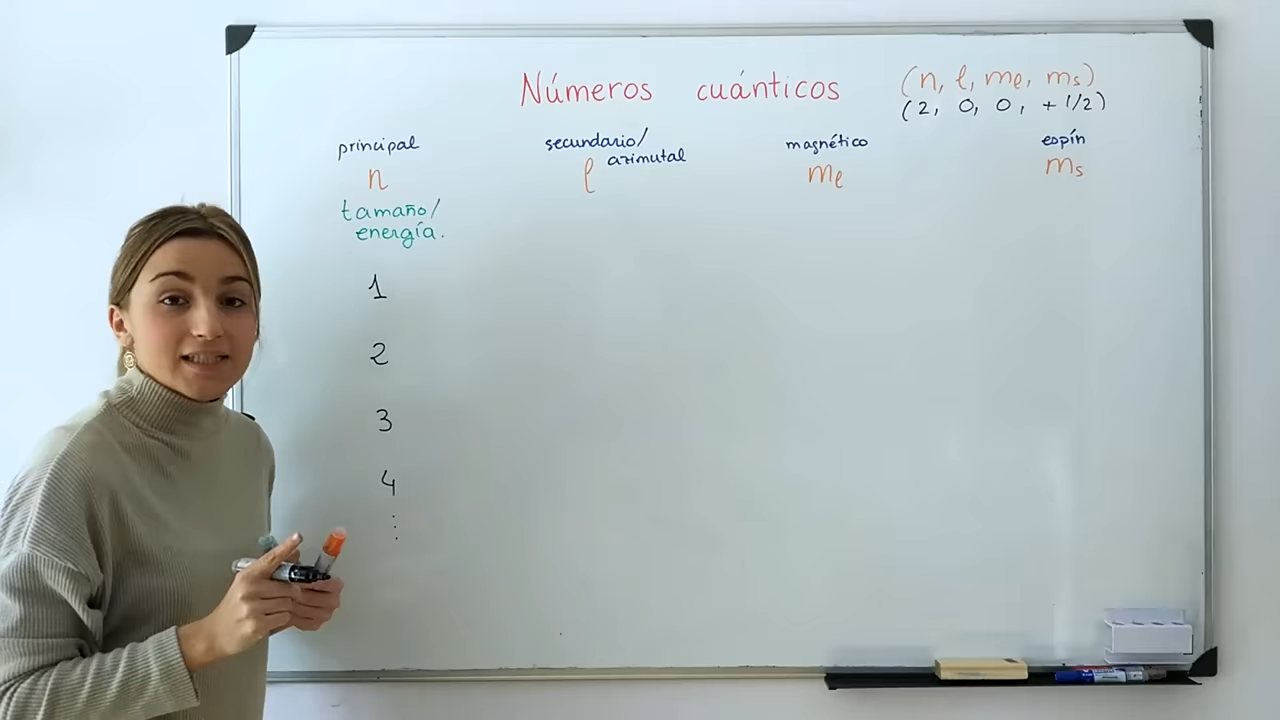 Números cuánticos (n, l, ml, ms)
(2, 0, 0, + 1/2)
principal secundario/ azimutal magnético espín
n l ml ms
tamaño/
energía.
1
2
3
4
⋮